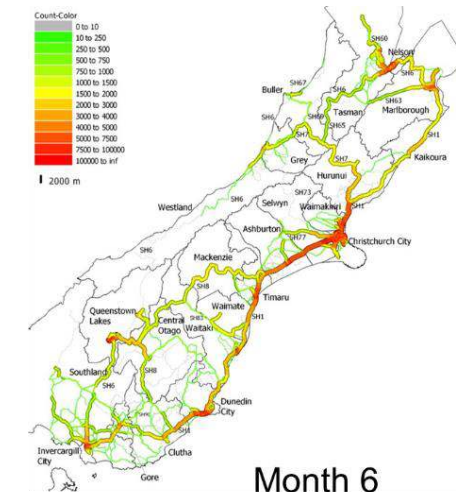 Count-Color
0 to 10
10 to 250
250 to 500
500 to 750
750 to 1000
1000 to 1500
1500 to 2000
2000 to 3000
3000 to 4000
4000 to 5000
5000 to 7500
7500 to 100000
100000 to inf
2000 m
SH60
Nelson
SH6
SH67
Buller
SH6
Tasman
SH63
Marlborough
SH6
SH69
SH65
SH7
SH1
Kaikoura
Grey
SH7
Hurunui
SH73
Westland
SH6
Selwyn
Waimakiri
SH1
Ashburton
SH77
Christchurch City
SH6
Mackenzie
SH8
Timaru
Queenstown
Lakes
Waimate
SH83
SH1
Central
Otago
Waitaki
Southland
SH6
SH8
Dunedin
City
SH1
Invercargill
City
Clutha
Gore
Month 6